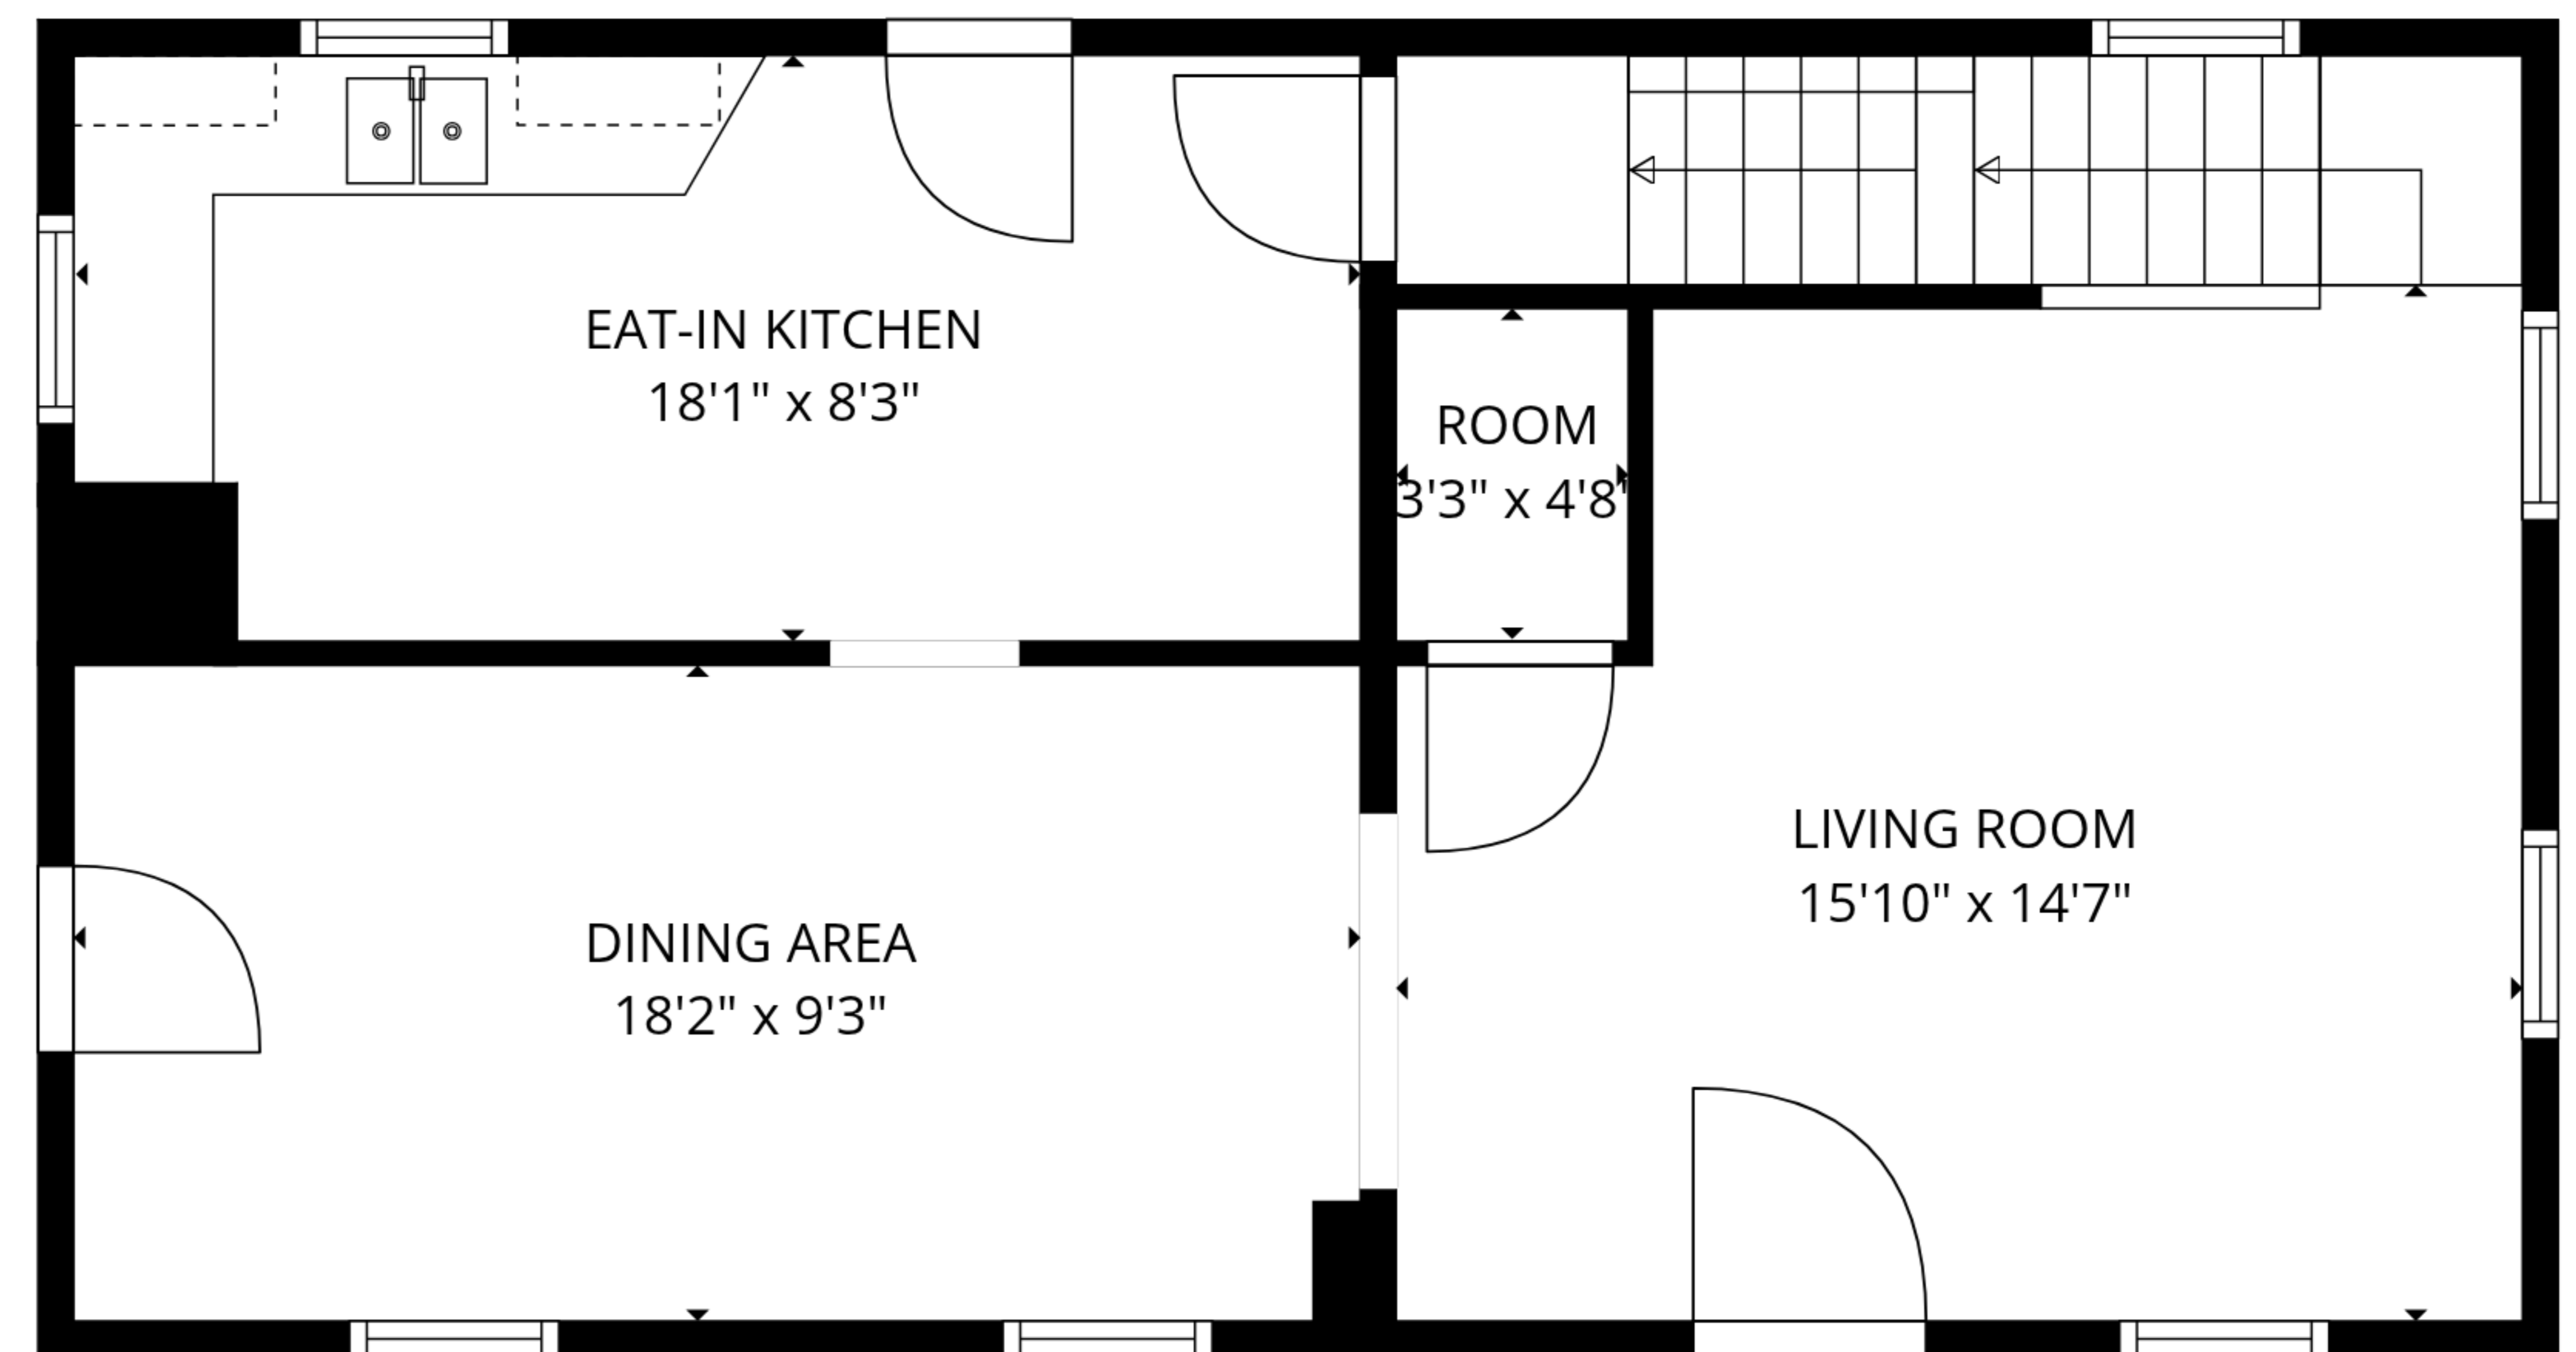 EAT-IN KITCHEN
18'1" x 8'3"
ROOM
3'3" x 4'8"
LIVING ROOM
15'10" x 14'7"
DINING AREA
18'2" x 9'3"